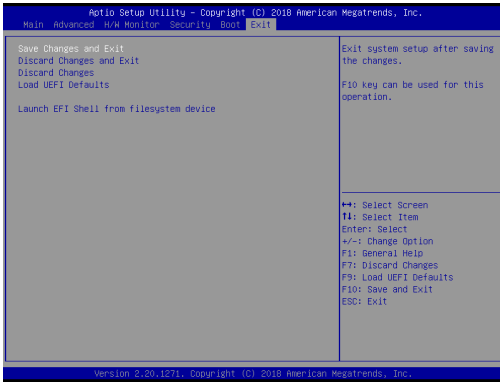 Aptio Setup Utility – Copyright (C) 2018 American Megatrends, Inc.
Main Advanced H/W Monitor Security Boot Exit
Save Changes and Exit
Discard Changes and Exit
Discard Changes
Load UEFI Defaults
Launch EFI Shell from filesystem device
Exit system setup after saving
the changes.
F10 key can be used for this
operation.
↔: Select Screen
↑↓: Select Item
Enter: Select
+/-: Change Option
F1: General Help
F7: Discard Changes
F9: Load UEFI Defaults
F10: Save and Exit
ESC: Exit
Version 2.20.1271. Copyright (C) 2018 American Megatrends, Inc.